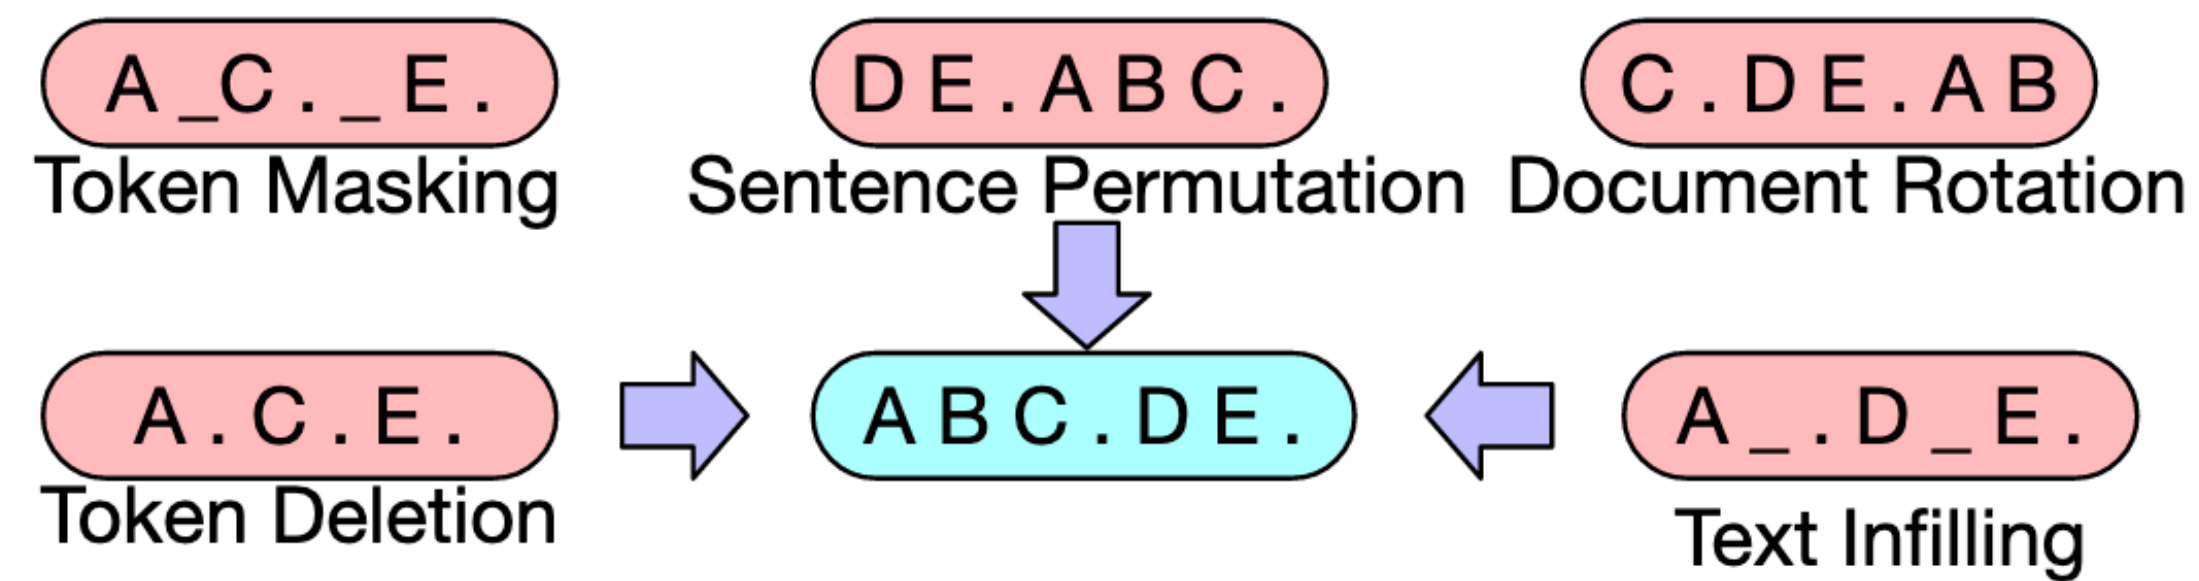 A _ C . _ E .
D E . A B C .
C . D E . A B
Token Masking
Sentence Permutation
Document Rotation
A . C . E .
A B C . D E .
A _ . D _ E .
Token Deletion
Text Infilling